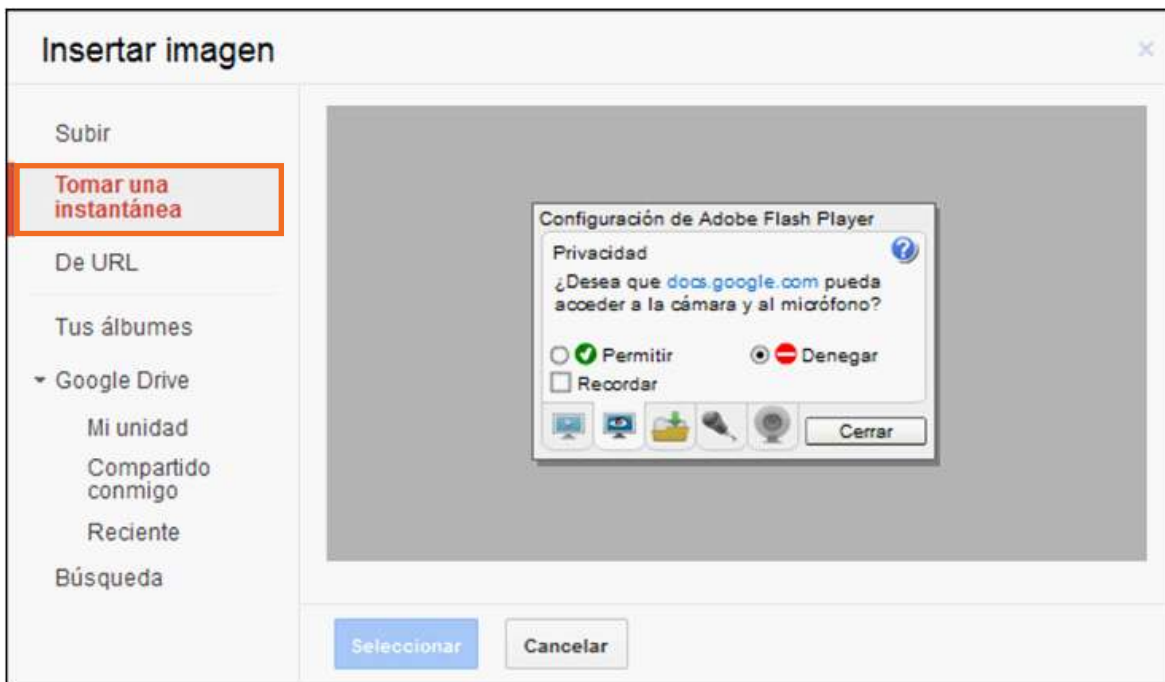 Insertar imagen
Subir
Tomar una
instantánea
De URL
Tus álbumes
Google Drive
Mi unidad
Compartido
conmigo
Reciente
Búsqueda
Configuración de Adobe Flash Player
Privacidad
¿Desea que docs.google.com pueda
acceder a la cámara y al micrófono?
Permitir Denegar
Recordar
Cerrar
Seleccionar Cancelar